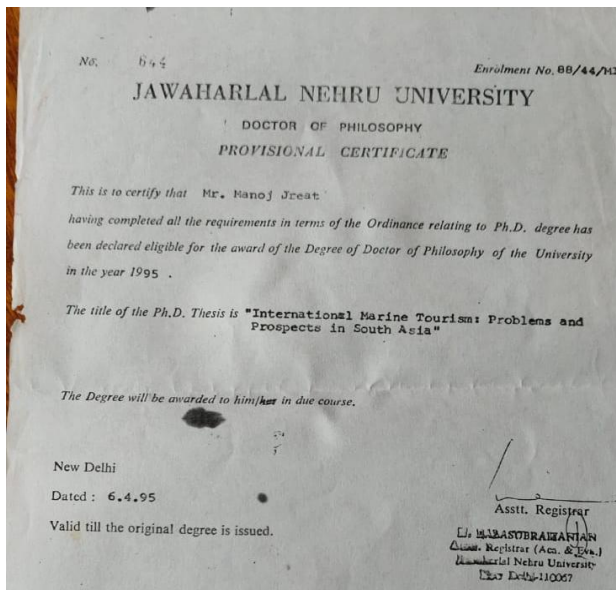 No. 644
Enrolment No. 88/44/MI
JAWAHARLAL NEHRU UNIVERSITY
DOCTOR OF PHILOSOPHY
PROVISIONAL CERTIFICATE
This is to certify that Mr. Manoj Jreat
having completed all the requirements in terms of the Ordinance relating to Ph.D. degree has
been declared eligible for the award of the Degree of Doctor of Philosophy of the University
in the year 1995 .
The title of the Ph.D. Thesis is "International Marine Tourism: Problems and
Prospects in South Asia"
The Degree will be awarded to him/her in due course.
New Delhi
Dated : 6.4.95
Asstt. Registrar
Valid till the original degree is issued.
Registrar (Acn. & Eva.)
Nehru University
Delhi-110067